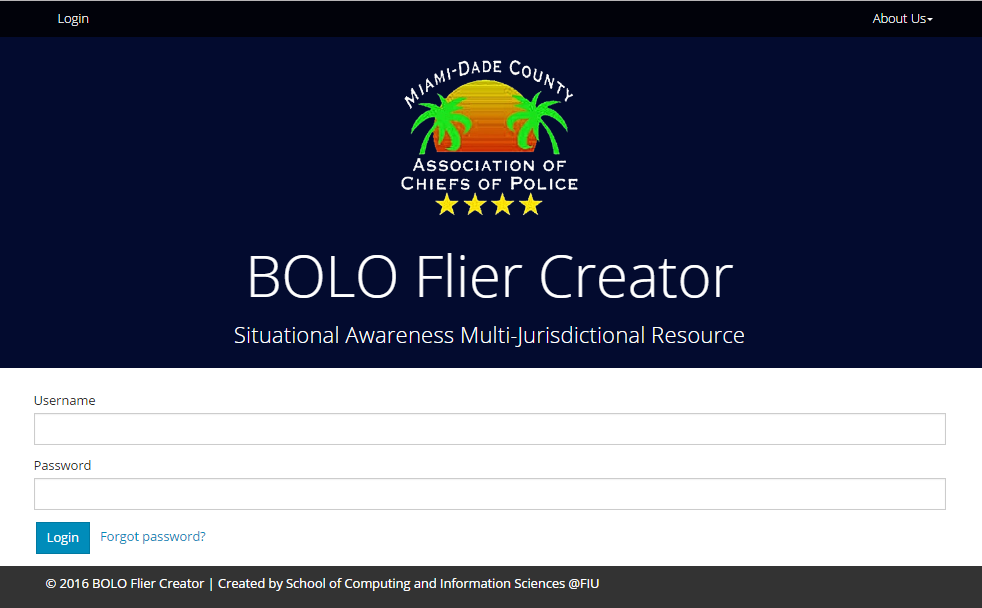 Login
About Us
MIAMI-DADE COUNTY
ASSOCIATION OF
CHIEFS OF POLICE
BOLO Flier Creator
Situational Awareness Multi-Jurisdictional Resource
Username
Password
Login
Forgot password?
© 2016 BOLO Flier Creator | Created by School of Computing and Information Sciences @FIU